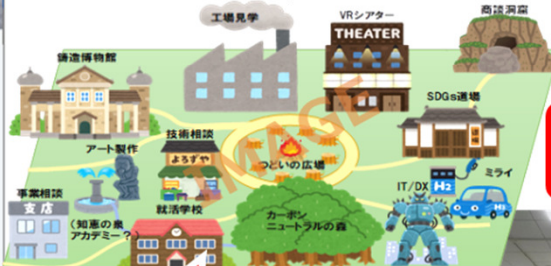 工場見学
VRシアター
THEATER
商談洞窟
鋳造博物館
SDGs道場
アート製作
技術相談
よろずや
つどいの広場
IMAGE
事業相談
支店
(知恵の泉
アカデミー?
就活学校
カーボン
ニュートラルの森
IT/DX
H2
ミライ
H2